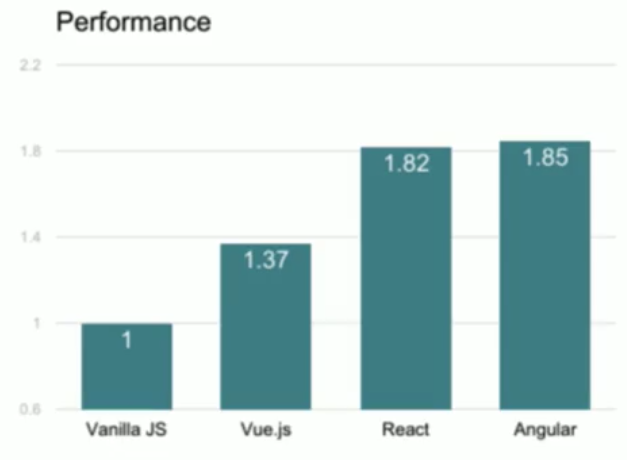 Performance
2.2
1.8
1.4
1
0.6
1
1.37
1.82
1.85
Vanilla JS
Vue.js
React
Angular